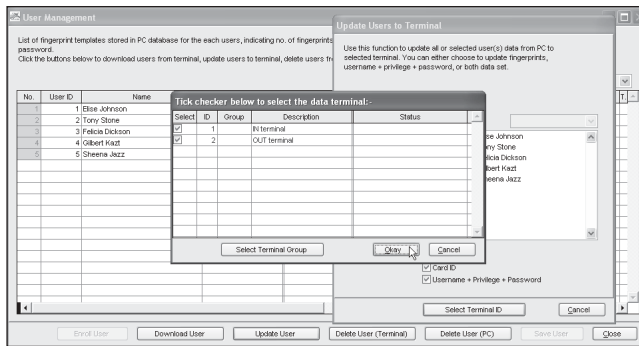 User Management
List of fingerprint templates stored in PC database for the each users, indicating no. of fingerprints
password.
Click the buttons below to download users from terminal, update users to terminal, delete users fr
No. User ID Name
1 1 Elise Johnson
2 2 Tony Stone
3 3 Felicia Dickson
4 4 Gilbert Kazt
5 5 Sheena Jazz
T.
Update Users to Terminal
Use this function to update all or selected user(s) data from PC to
selected terminal. You can either choose to update fingerprints,
username + privilege + password, or both data set.
se Johnson
ony Stone
elicia Dickson
lbert Kazt
heena Jazz
Tick checker below to select the data terminal:-
Select ID Group Description Status
1 IN terminal
2 OUT terminal
Select Terminal Group Okay Cancel
Card ID
Username + Privilege + Password
Select Terminal ID Cancel
Enroll User Download User Update User Delete User (Terminal) Delete User (PC) Save User Close